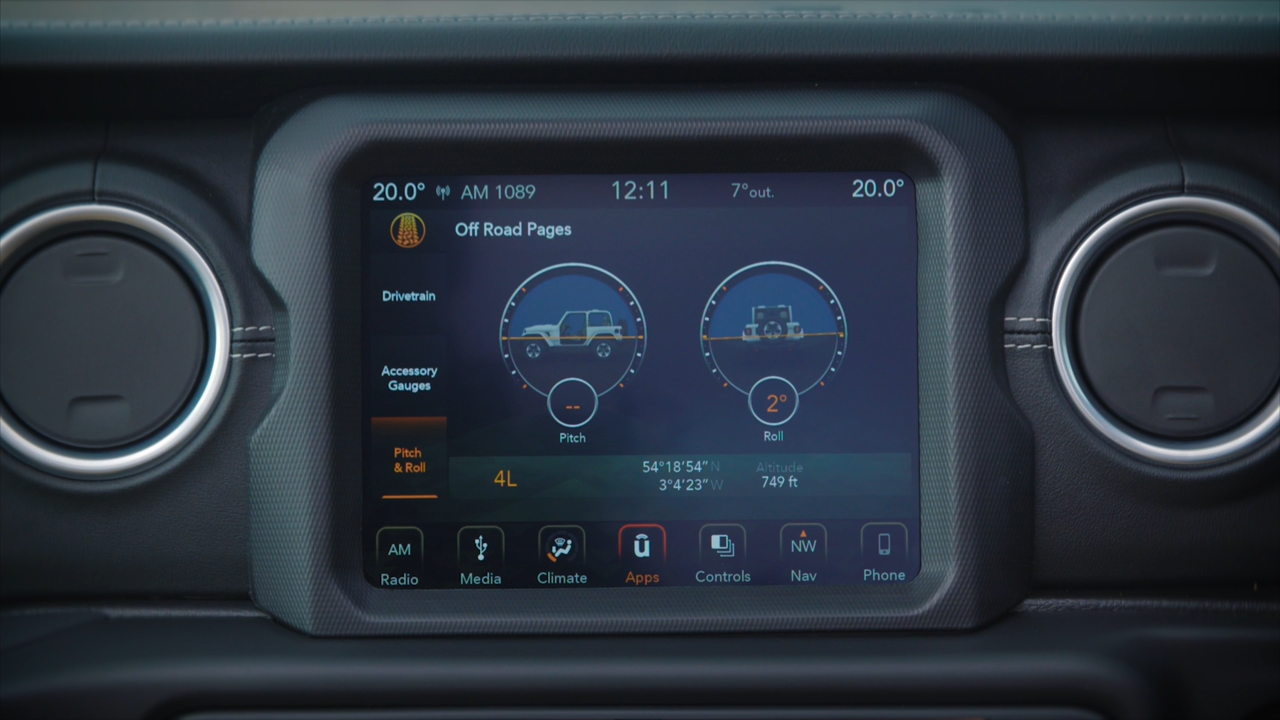 20.0° AM 1089 12:11 7°out. 20.0°
Off Road Pages
Drivetrain
Accessory
Gauges
Pitch
& Roll
--
Pitch
2°
Roll
4L
54°18′54″N
3°4′23″W
Altitude
749 ft
AM
Radio
Media
Climate
û
Apps
Controls
NW
Nav
Phone